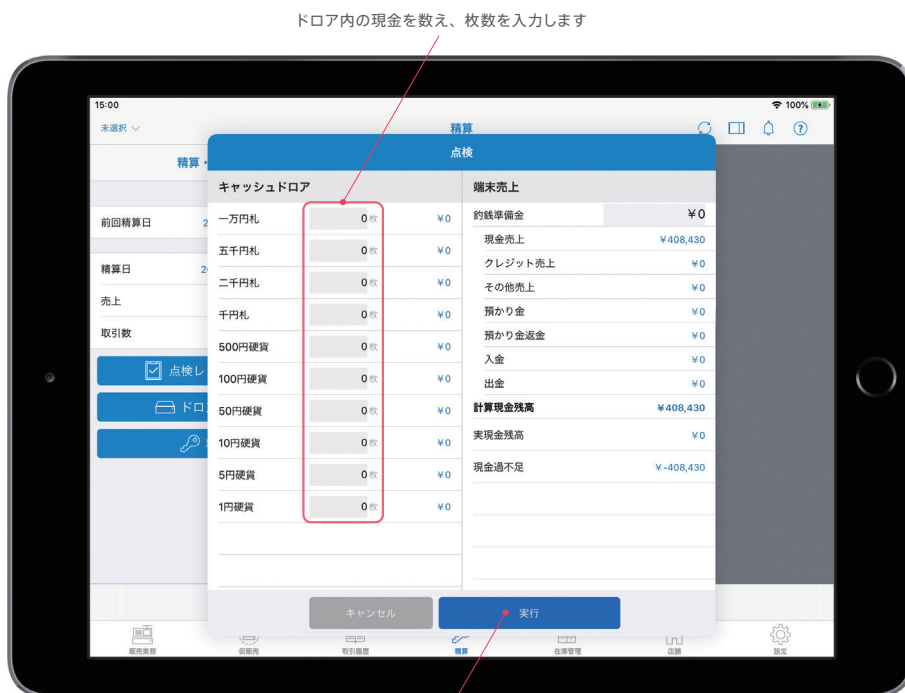 ドロア内の現金を数え、枚数を入力します
15:00
100%
未選択
精算
精算・
点検
キャッシュドロア
端末売上
前回精算日
2
精算日
売上
取引数
点検レ
ドロ
一万円札 0枚 ¥0
五千円札 0枚 ¥0
二千円札 0枚 ¥0
千円札 0枚 ¥0
500円硬貨 0枚 ¥0
100円硬貨 0枚 ¥0
50円硬貨 0枚 ¥0
10円硬貨 0枚 ¥0
5円硬貨 0枚 ¥0
1円硬貨 0枚 ¥0
釣銭準備金 ¥0
現金売上 ¥408,430
クレジット売上 ¥0
その他売上 ¥0
預かり金 ¥0
預かり金返金 ¥0
入金 ¥0
出金 ¥0
計算現金残高 ¥408,430
実現金残高 ¥0
現金過不足 ¥-408,430
キャンセル
実行
販売業務
仮販売
取引履歴
精算
在庫管理
店舗
設定